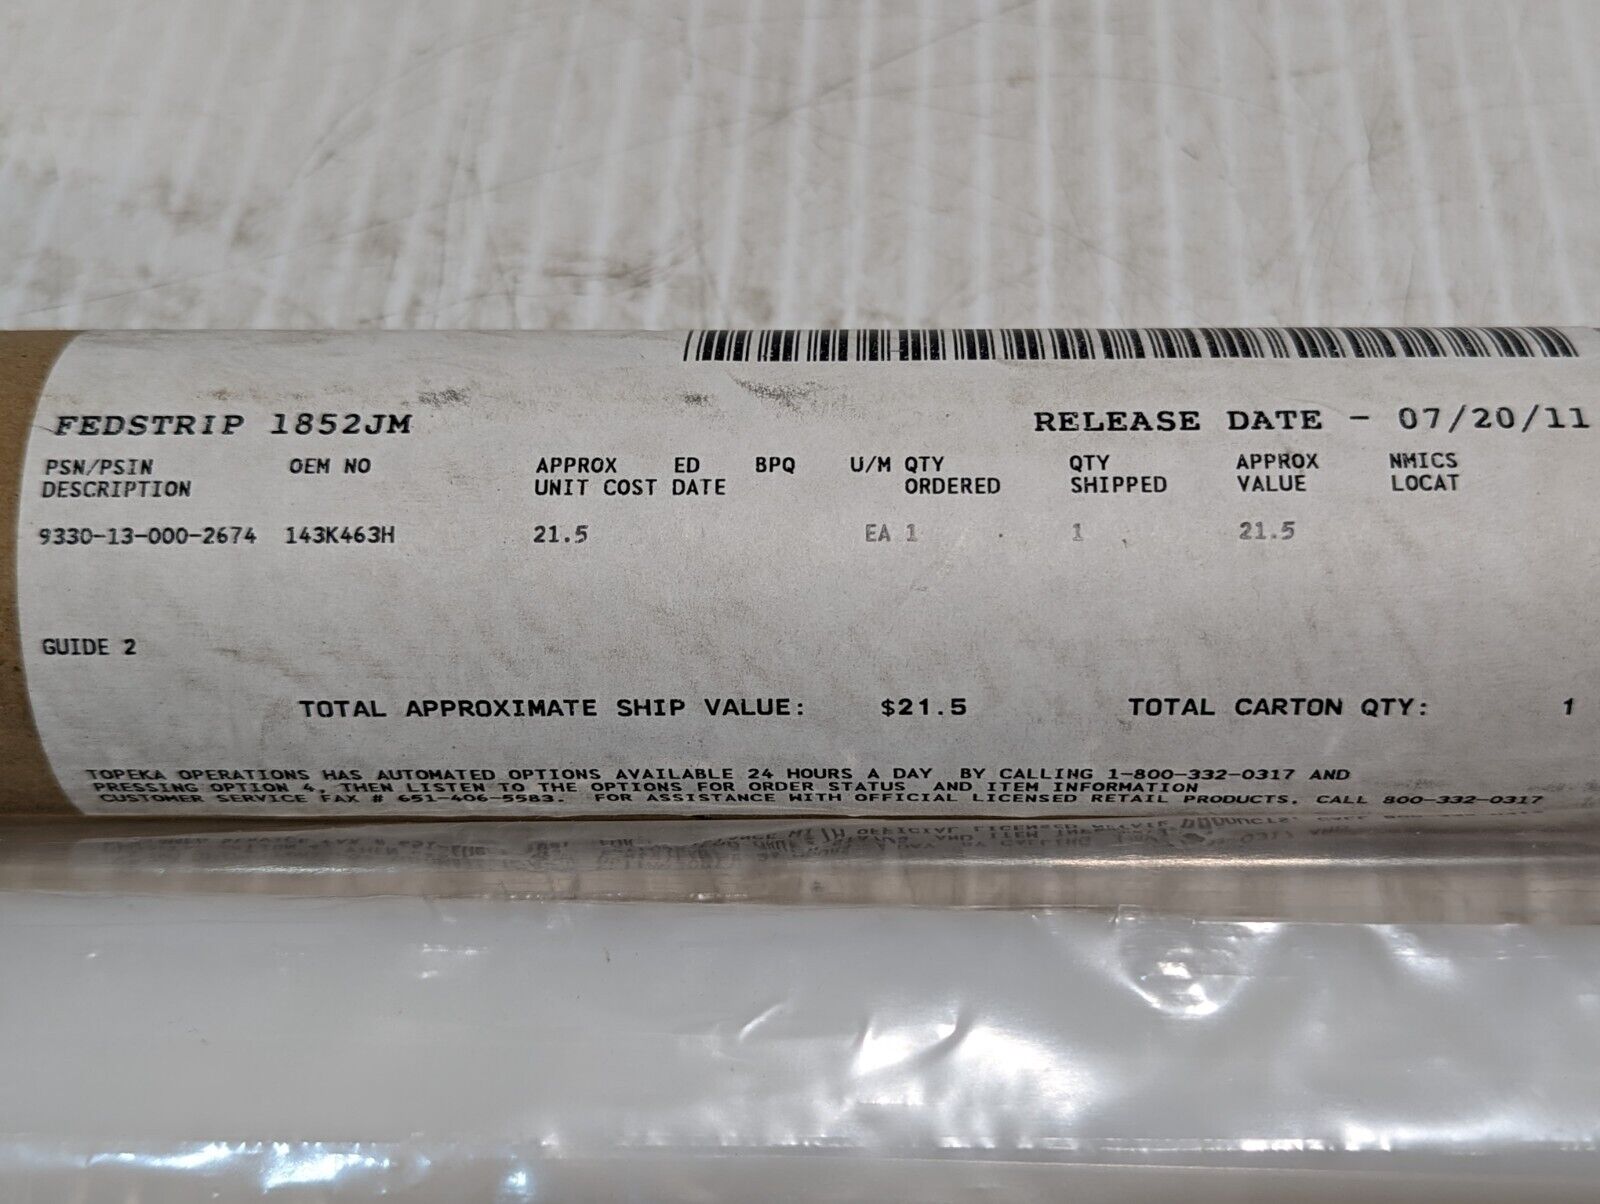 FEDSTRIP 1852JM RELEASE DATE - 07/20/11
PSN/PSIN OEM NO APPROX ED BPQ U/M QTY QTY APPROX NMICS
DESCRIPTION UNIT COST DATE ORDERED SHIPPED VALUE LOCAT
9330-13-000-2674 143K463H 21.5 EA 1 1 21.5
GUIDE 2
TOTAL APPROXIMATE SHIP VALUE: $21.5 TOTAL CARTON QTY: 1
TOPEKA OPERATIONS HAS AUTOMATED OPTIONS AVAILABLE 24 HOURS A DAY BY CALLING 1-800-332-0317 AND
PRESSING OPTION 4, THEN LISTEN TO THE OPTIONS FOR ORDER STATUS AND ITEM INFORMATION
CUSTOMER SERVICE FAX # 651-406-5583. FOR ASSISTANCE WITH OFFICIAL LICENSED RETAIL PRODUCTS, CALL 800-332-0317